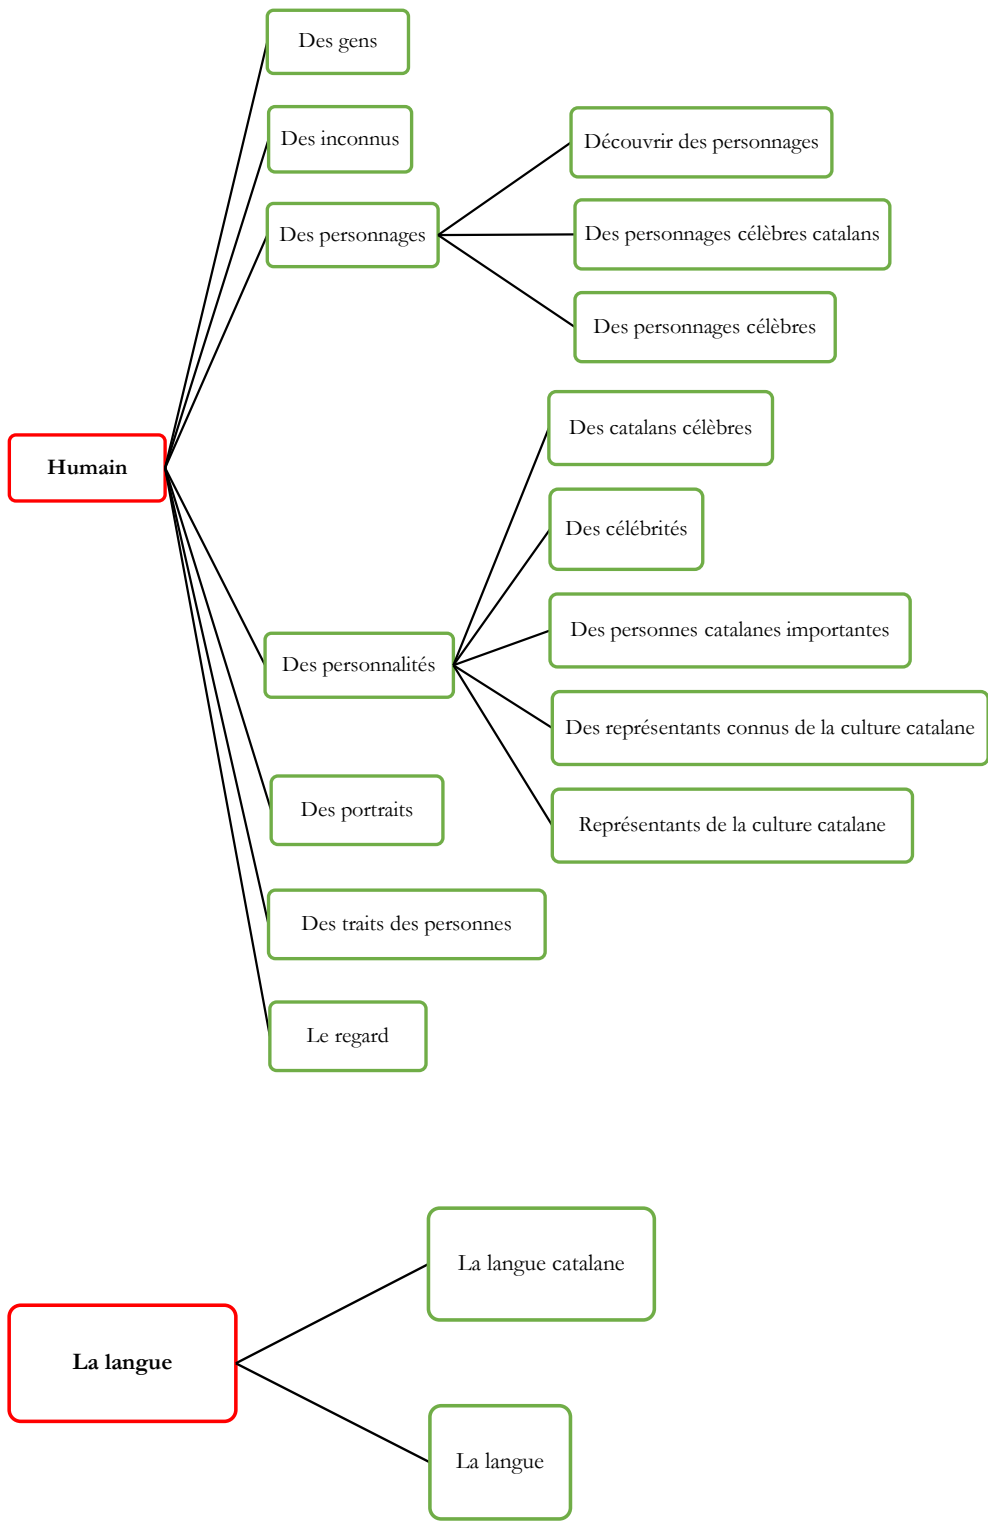 Des gens
Des inconnus
Découvrir des personnages
Des personnages
Des personnages célèbres catalans
Des personnages célèbres
Des catalans célèbres
Humain
Des célébrités
Des personnes catalanes importantes
Des personnalités
Des représentants connus de la culture catalane
Des portraits
Représentants de la culture catalane
Des traits des personnes
Le regard
La langue catalane
La langue
La langue